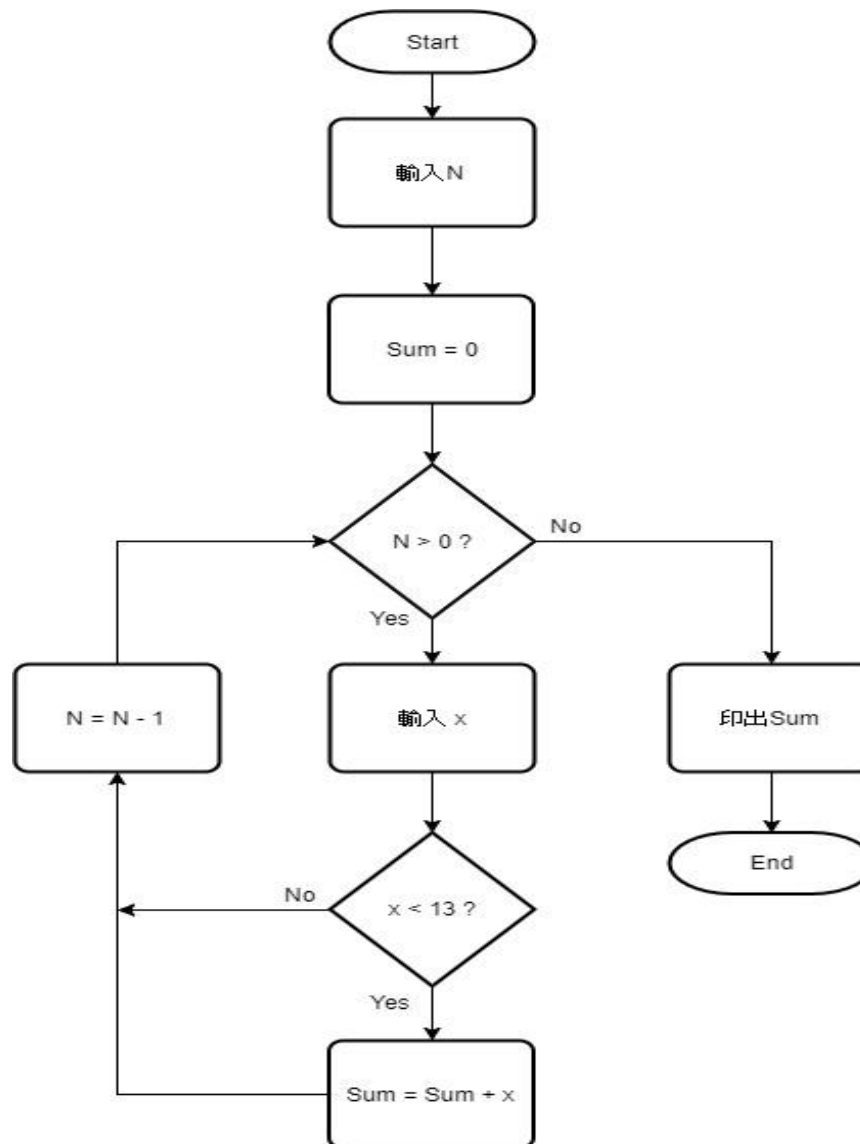 Start
輸入N
Sum = 0
N > 0 ?
No
Yes
N = N - 1
輸入 x
印出Sum
End
No
x < 13 ?
Yes
Sum = Sum + x